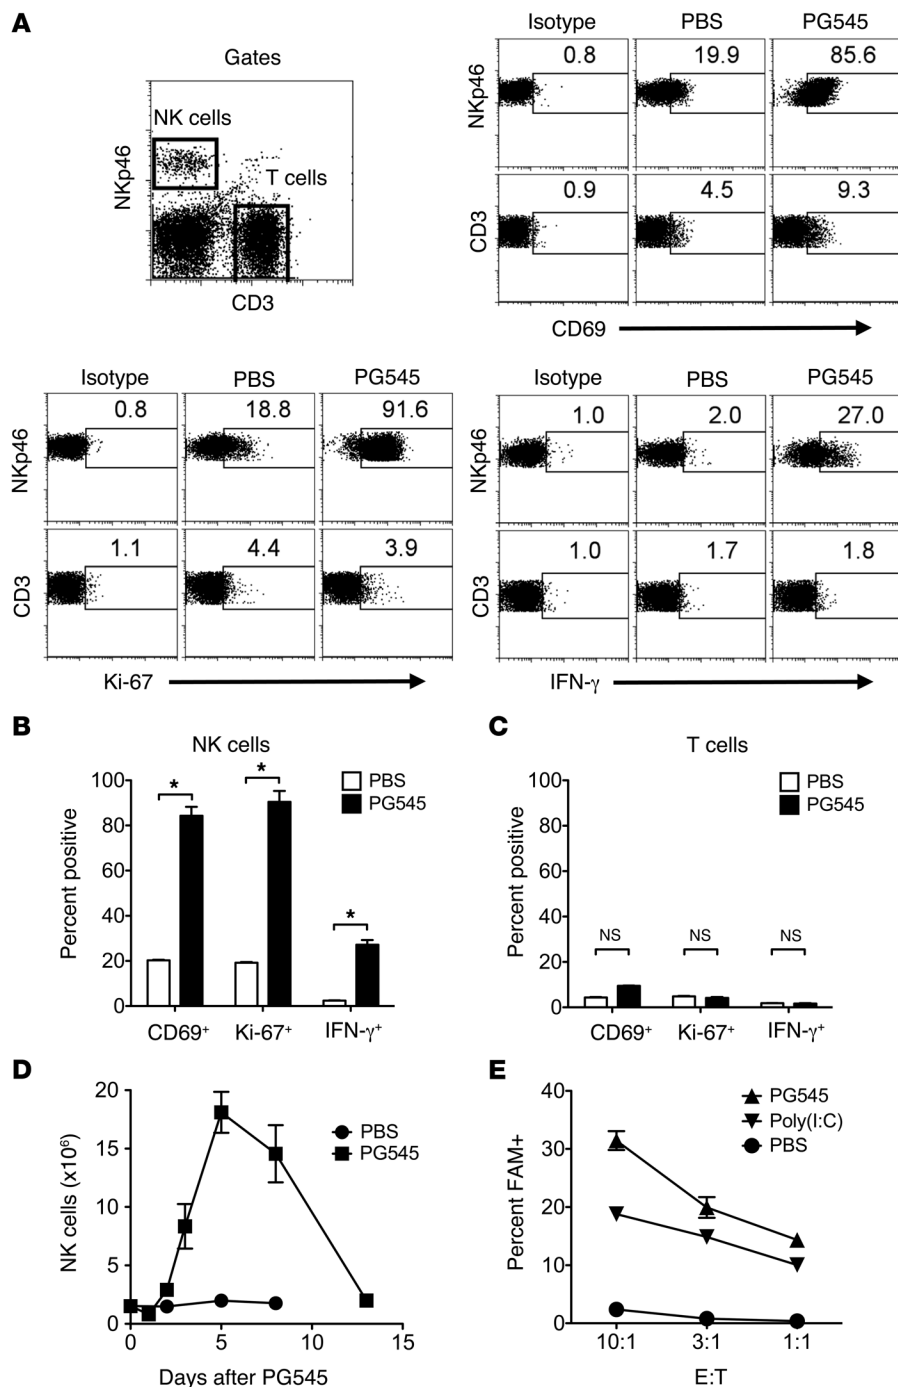 A
Gates
NKp46
NK cells
T cells
CD3
Isotype PBS PG545
NKp46
0.8 19.9 85.6
CD3
0.9 4.5 9.3
CD69
Isotype PBS PG545
NKp46
0.8 18.8 91.6
CD3
1.1 4.4 3.9
Ki-67
Isotype PBS PG545
NKp46
1.0 2.0 27.0
CD3
1.0 1.7 1.8
IFN-γ
B
NK cells
Percent positive
100
80
60
40
20
0
* * *
PBS
PG545
CD69⁺ Ki-67⁺ IFN-γ⁺
C
T cells
Percent positive
100
80
60
40
20
0
NS NS NS
PBS
PG545
CD69⁺ Ki-67⁺ IFN-γ⁺
D
NK cells (x10⁶)
20
15
10
5
0
PBS
PG545
0 5 10 15
Days after PG545
E
Percent FAM+
40
30
20
10
0
PG545
Poly(I:C)
PBS
10:1 3:1 1:1
E:T